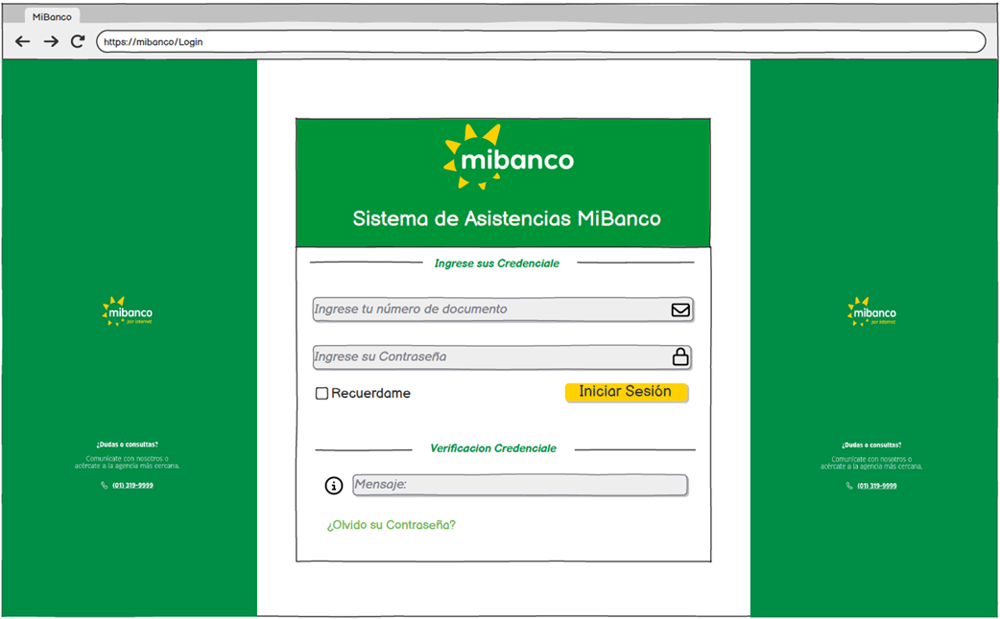 MiBanco
https://mibanco/Login
mibanco
Sistema de Asistencias MiBanco
Ingrese sus Credenciale
Ingrese tu número de documento
Ingrese su Contraseña
Recuerdame
Iniciar Sesión
Verificacion Credenciale
Mensaje:
¿Olvido su Contraseña?
mibanco
por internet
¿Dudas o consultas?
Comunícate con nosotros o
acércate a la agencia más cercana.
(01) 319-9999
mibanco
por internet
¿Dudas o consultas?
Comunícate con nosotros o
acércate a la agencia más cercana.
(01) 319-9999